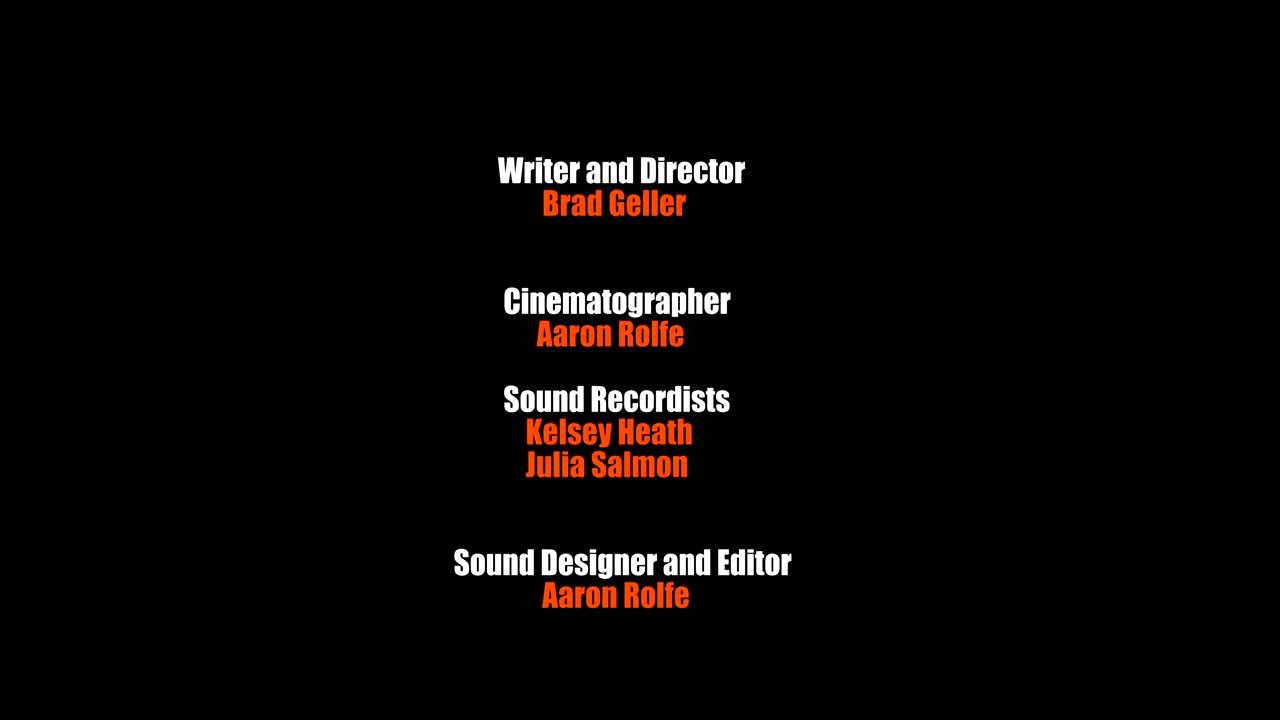 Writer and Director
Brad Geller
Cinematographer
Aaron Rolfe
Sound Recordists
Kelsey Heath
Julia Salmon
Sound Designer and Editor
Aaron Rolfe